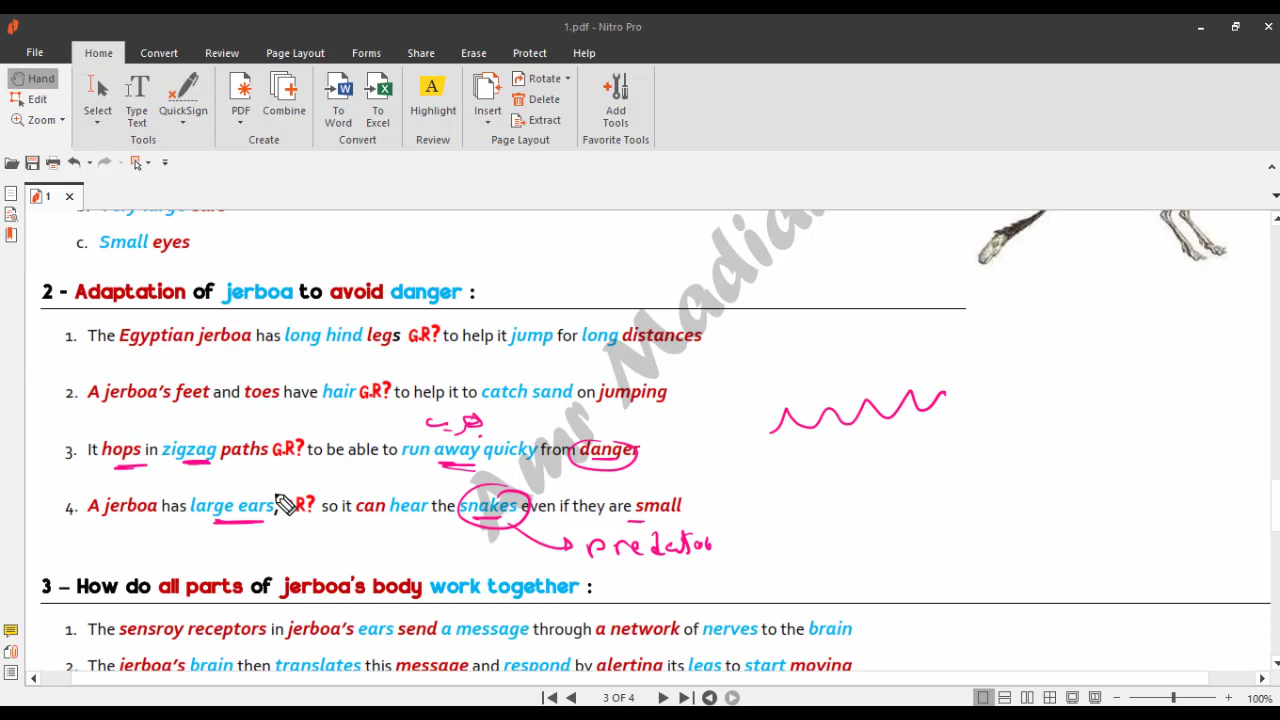 1.pdf - Nitro Pro
File Home Convert Review Page Layout Forms Share Erase Protect Help
Hand
Edit
Zoom
Select
Type Text
QuickSign
Tools
PDF
Combine
Create
To Word
To Excel
Convert
Highlight
Review
Insert
Rotate
Delete
Extract
Page Layout
Add Tools
Favorite Tools
1
c. Small eyes
2 - Adaptation of jerboa to avoid danger :
1. The Egyptian jerboa has long hind legs G.R? to help it jump for long distances
2. A jerboa's feet and toes have hair G.R? to help it to catch sand on jumping
3. It hops in zigzag paths G.R? to be able to run away quicky from danger
4. A jerboa has large ears, R? so it can hear the snakes even if they are small
predator
3 – How do all parts of jerboa's body work together :
1. The sensroy receptors in jerboa's ears send a message through a network of nerves to the brain
2. The jerboa's brain then translates this message and respond by alerting its legs to start moving
Amr Madian
3 OF 4
100%